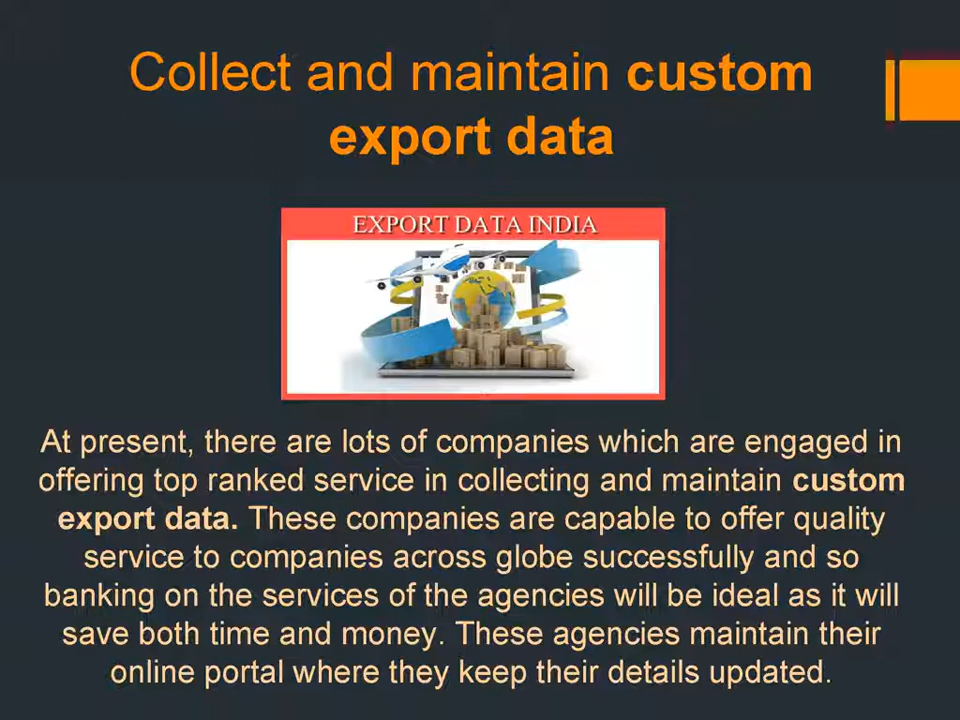 Collect and maintain custom
export data
EXPORT DATA INDIA
At present, there are lots of companies which are engaged in
offering top ranked service in collecting and maintain custom
export data. These companies are capable to offer quality
service to companies across globe successfully and so
banking on the services of the agencies will be ideal as it will
save both time and money. These agencies maintain their
online portal where they keep their details updated.